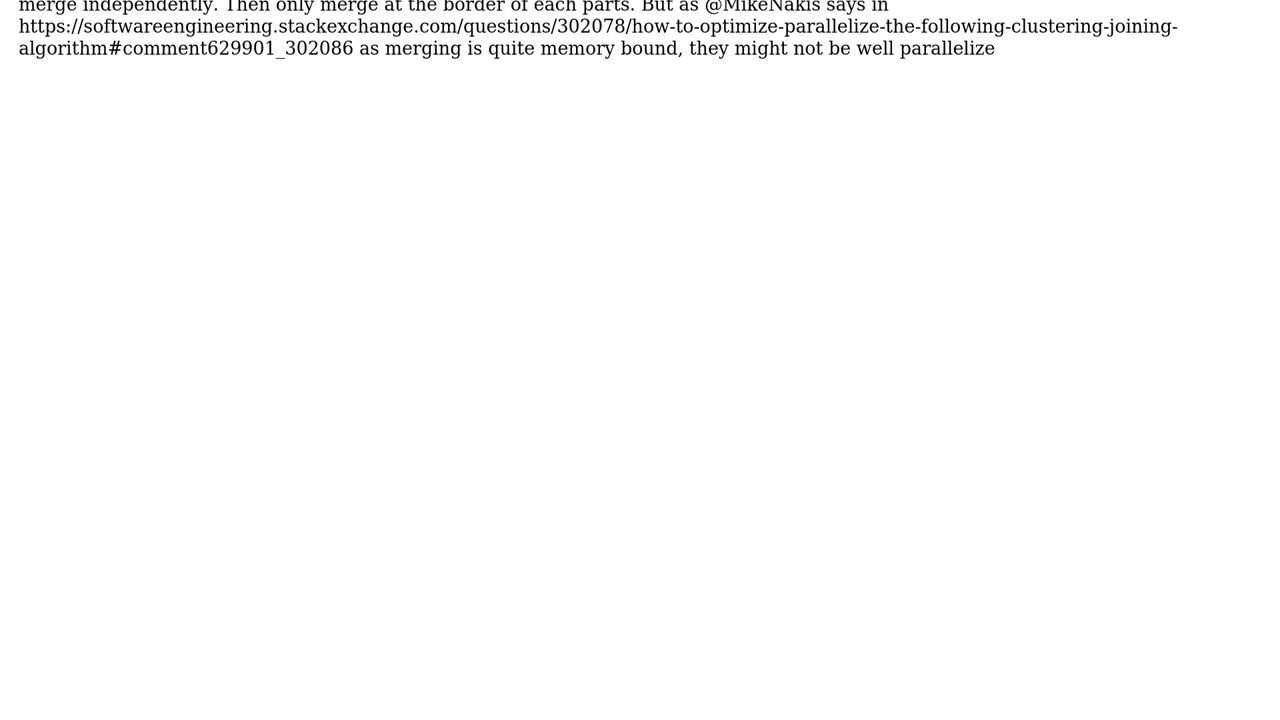 merge independently. Then only merge at the border of each parts. But as @MikeNakis says in
https://softwareengineering.stackexchange.com/questions/302078/how-to-optimize-parallelize-the-following-clustering-joining-
algorithm#comment629901_302086 as merging is quite memory bound, they might not be well parallelize